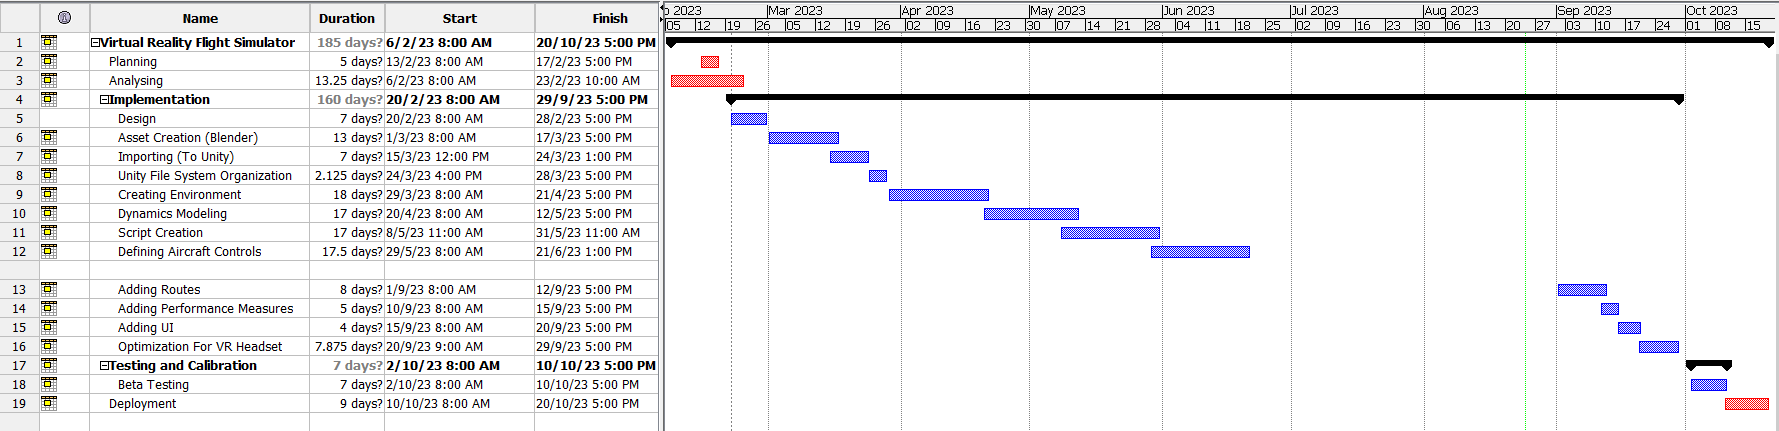 Name Duration Start Finish
1 Virtual Reality Flight Simulator 185 days? 6/2/23 8:00 AM 20/10/23 5:00 PM
2 Planning 5 days? 13/2/23 8:00 AM 17/2/23 5:00 PM
3 Analysing 13.25 days? 6/2/23 8:00 AM 23/2/23 10:00 AM
4 Implementation 160 days? 20/2/23 8:00 AM 29/9/23 5:00 PM
5 Design 7 days? 20/2/23 8:00 AM 28/2/23 5:00 PM
6 Asset Creation (Blender) 13 days? 1/3/23 8:00 AM 17/3/23 5:00 PM
7 Importing (To Unity) 7 days? 15/3/23 12:00 PM 24/3/23 1:00 PM
8 Unity File System Organization 2.125 days? 24/3/23 4:00 PM 28/3/23 5:00 PM
9 Creating Environment 18 days? 29/3/23 8:00 AM 21/4/23 5:00 PM
10 Dynamics Modeling 17 days? 20/4/23 8:00 AM 12/5/23 5:00 PM
11 Script Creation 17 days? 8/5/23 11:00 AM 31/5/23 11:00 AM
12 Defining Aircraft Controls 17.5 days? 29/5/23 8:00 AM 21/6/23 1:00 PM
13 Adding Routes 8 days? 1/9/23 8:00 AM 12/9/23 5:00 PM
14 Adding Performance Measures 5 days? 10/9/23 8:00 AM 15/9/23 5:00 PM
15 Adding UI 4 days? 15/9/23 8:00 AM 20/9/23 5:00 PM
16 Optimization For VR Headset 7.875 days? 20/9/23 9:00 AM 29/9/23 5:00 PM
17 Testing and Calibration 7 days? 2/10/23 8:00 AM 10/10/23 5:00 PM
18 Beta Testing 7 days? 2/10/23 8:00 AM 10/10/23 5:00 PM
19 Deployment 9 days? 10/10/23 8:00 AM 20/10/23 5:00 PM
2023 Mar 2023 Apr 2023 May 2023 Jun 2023 Jul 2023 Aug 2023 Sep 2023 Oct 2023
05 12 19 26 05 12 19 26 02 09 16 23 30 07 14 21 28 04 11 18 25 02 09 16 23 30 06 13 20 27 03 10 17 24 01 08 15